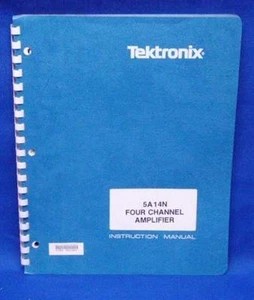 Tektronix
5A14N
FOUR CHANNEL
AMPLIFIER
INSTRUCTION MANUAL